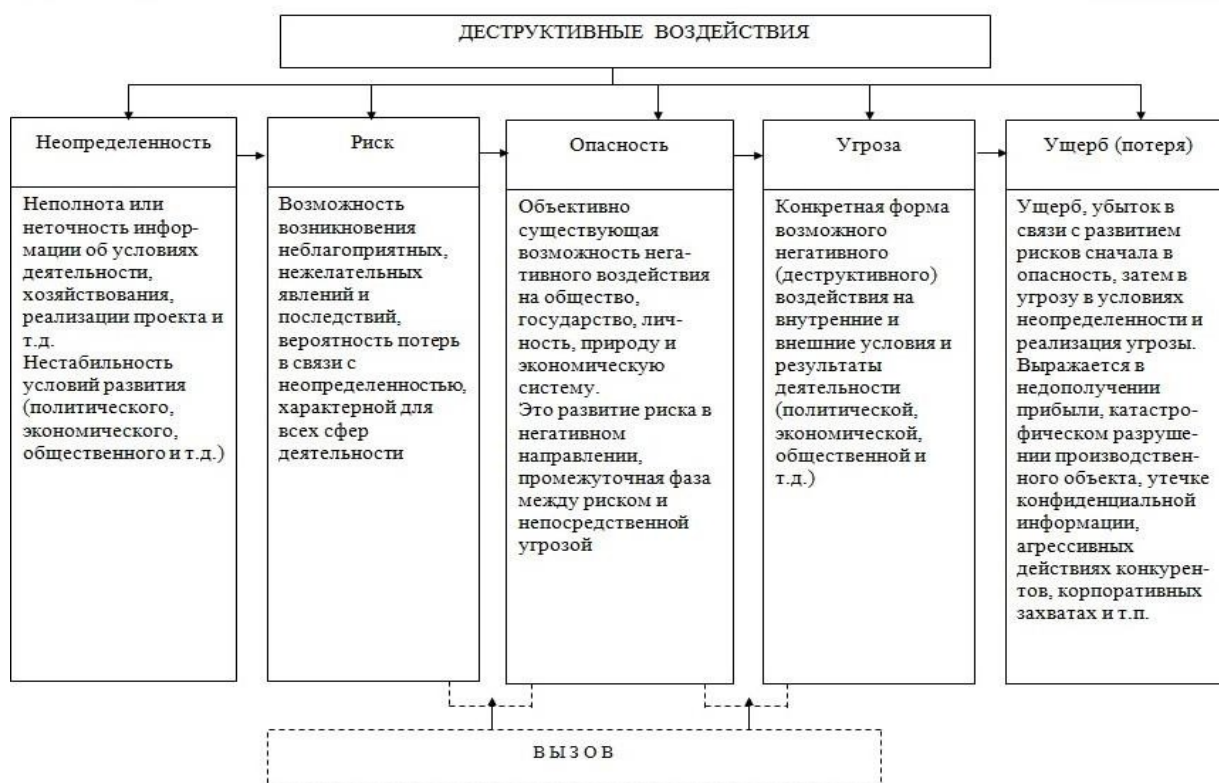 ДЕСТРУКТИВНЫЕ ВОЗДЕЙСТВИЯ
Неопределенность
Неполнота или
неточность инфор-
мации об условиях
деятельности,
хозяйствования,
реализации проекта и
т.д.
Нестабильность
условий развития
(политического,
экономического,
общественного и т.д.)
Риск
Возможность
возникновения
неблагоприятных,
нежелательных
явлений и
последствий,
вероятность потерь
в связи с
неопределенностью,
характерной для
всех сфер
деятельности
Опасность
Объективно
существующая
возможность нега-
тивного воздействия
на общество,
государство, лич-
ность, природу и
экономическую
систему.
Это развитие риска в
негативном
направлении,
промежуточная фаза
между риском и
непосредственной
угрозой
Угроза
Конкретная форма
возможного
негативного
(деструктивного)
воздействия на
внутренние и
внешние условия и
результаты
деятельности
(политической,
экономической,
общественной и
т.д.)
Ущерб (потеря)
Ущерб, убыток в
связи с развитием
рисков сначала в
опасность, затем в
угрозу в условиях
неопределенности и
реализация угрозы.
Выражается в
недополучении
прибыли, катастро-
фическом разруше-
нии производствен-
ного объекта, утечке
конфиденциальной
информации,
агрессивных
действиях конкурен-
тов, корпоративных
захватах и т.п.
В Ы З О В